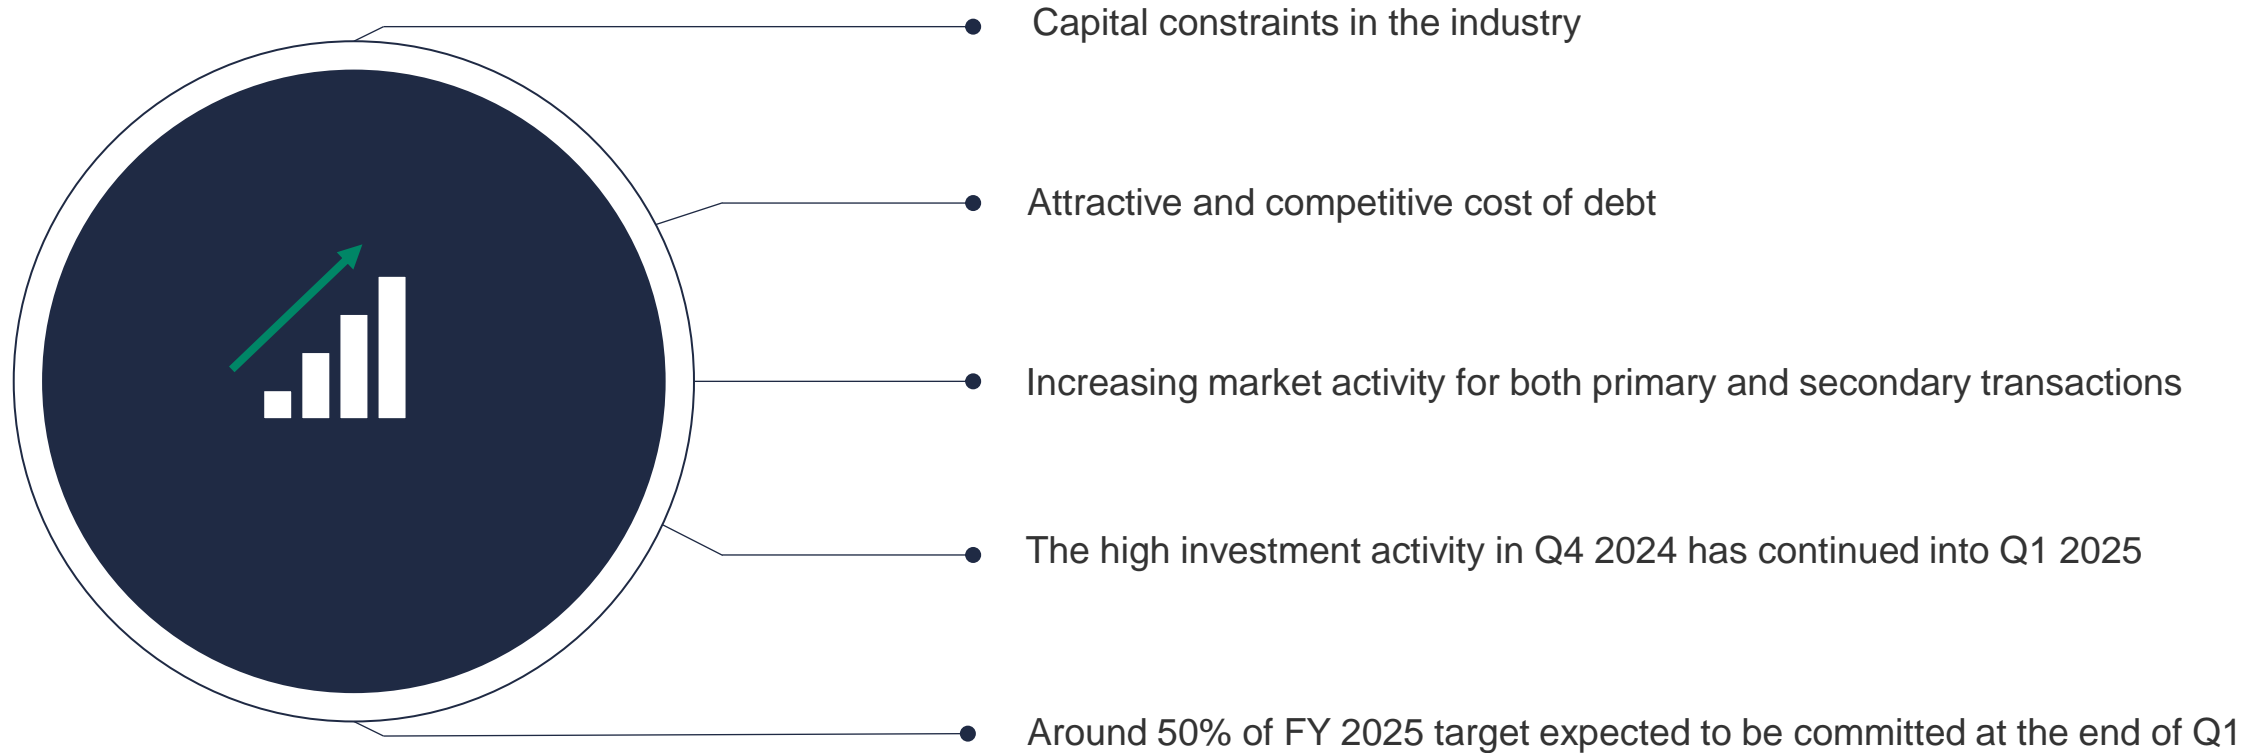 Capital constraints in the industry
Attractive and competitive cost of debt
Increasing market activity for both primary and secondary transactions
The high investment activity in Q4 2024 has continued into Q1 2025
Around 50% of FY 2025 target expected to be committed at the end of Q1